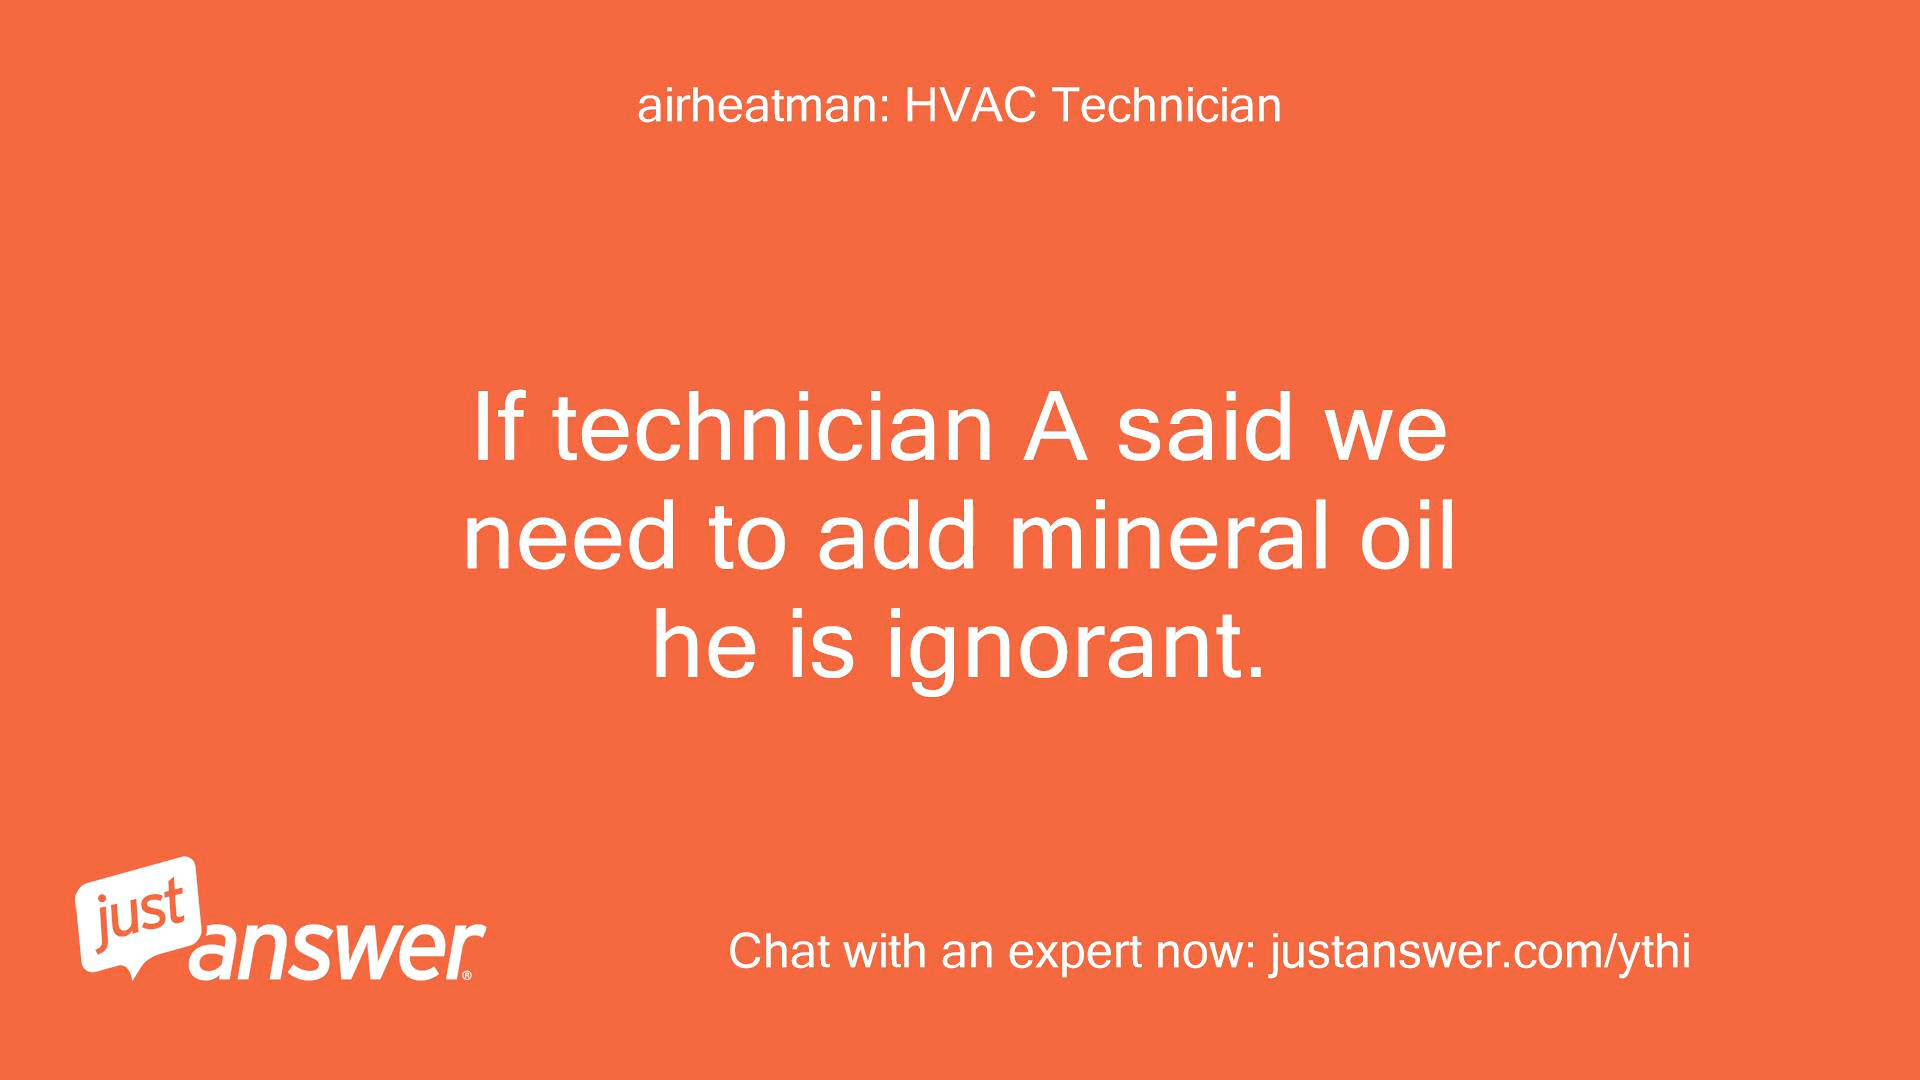 airheatman: HVAC Technician
If technician A said we
need to add mineral oil
he is ignorant.
just
answer®
Chat with an expert now: justanswer.com/ythi